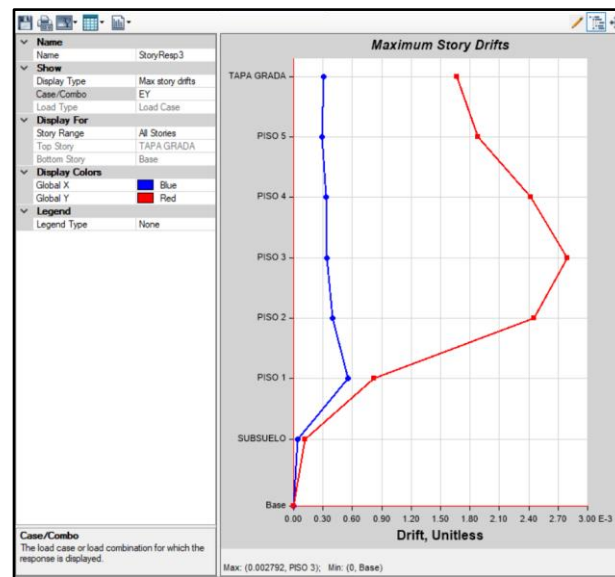 Name
Name StoryResp3
Show
Display Type Max story drifts
Case/Combo EY
Load Type Load Case
Display For
Story Range All Stories
Top Story TAPA GRADA
Bottom Story Base
Display Colors
Global X Blue
Global Y Red
Legend
Legend Type None
Case/Combo
The load case or load combination for which the
response is displayed.
Maximum Story Drifts
TAPA GRADA
PISO 5
PISO 4
PISO 3
PISO 2
PISO 1
SUBSUELO
Base
0.00 0.30 0.60 0.90 1.20 1.50 1.80 2.10 2.40 2.70 3.00 E-3
Drift, Unitless
Max: (0.002792, PISO 3); Min: (0, Base)